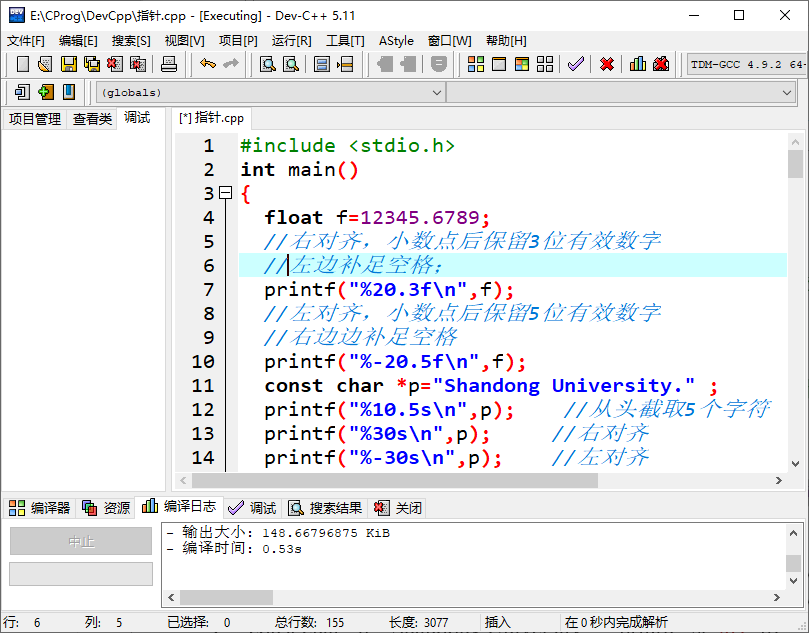 E:\CProg\DevCpp\指针.cpp - [Executing] - Dev-C++ 5.11
文件[F] 编辑[E] 搜索[S] 视图[V] 项目[P] 运行[R] 工具[T] AStyle 窗口[W] 帮助[H]
TDM-GCC 4.9.2 64-
(globals)
项目管理 查看类 调试
[*] 指针.cpp
1 #include <stdio.h>
2 int main()
3 {
4 float f=12345.6789;
5 //右对齐，小数点后保留3位有效数字
6 //左边补足空格；
7 printf("%20.3f\n",f);
8 //左对齐，小数点后保留5位有效数字
9 //右边边补足空格
10 printf("%-20.5f\n",f);
11 const char *p="Shandong University." ;
12 printf("%10.5s\n",p); //从头截取5个字符
13 printf("%30s\n",p); //右对齐
14 printf("%-30s\n",p); //左对齐
编译器 资源 编译日志 调试 搜索结果 关闭
中止
- 输出大小: 148.66796875 KiB
- 编译时间: 0.53s
行: 6 列: 5 已选择: 0 总行数: 155 长度: 3077 插入 在 0 秒内完成解析